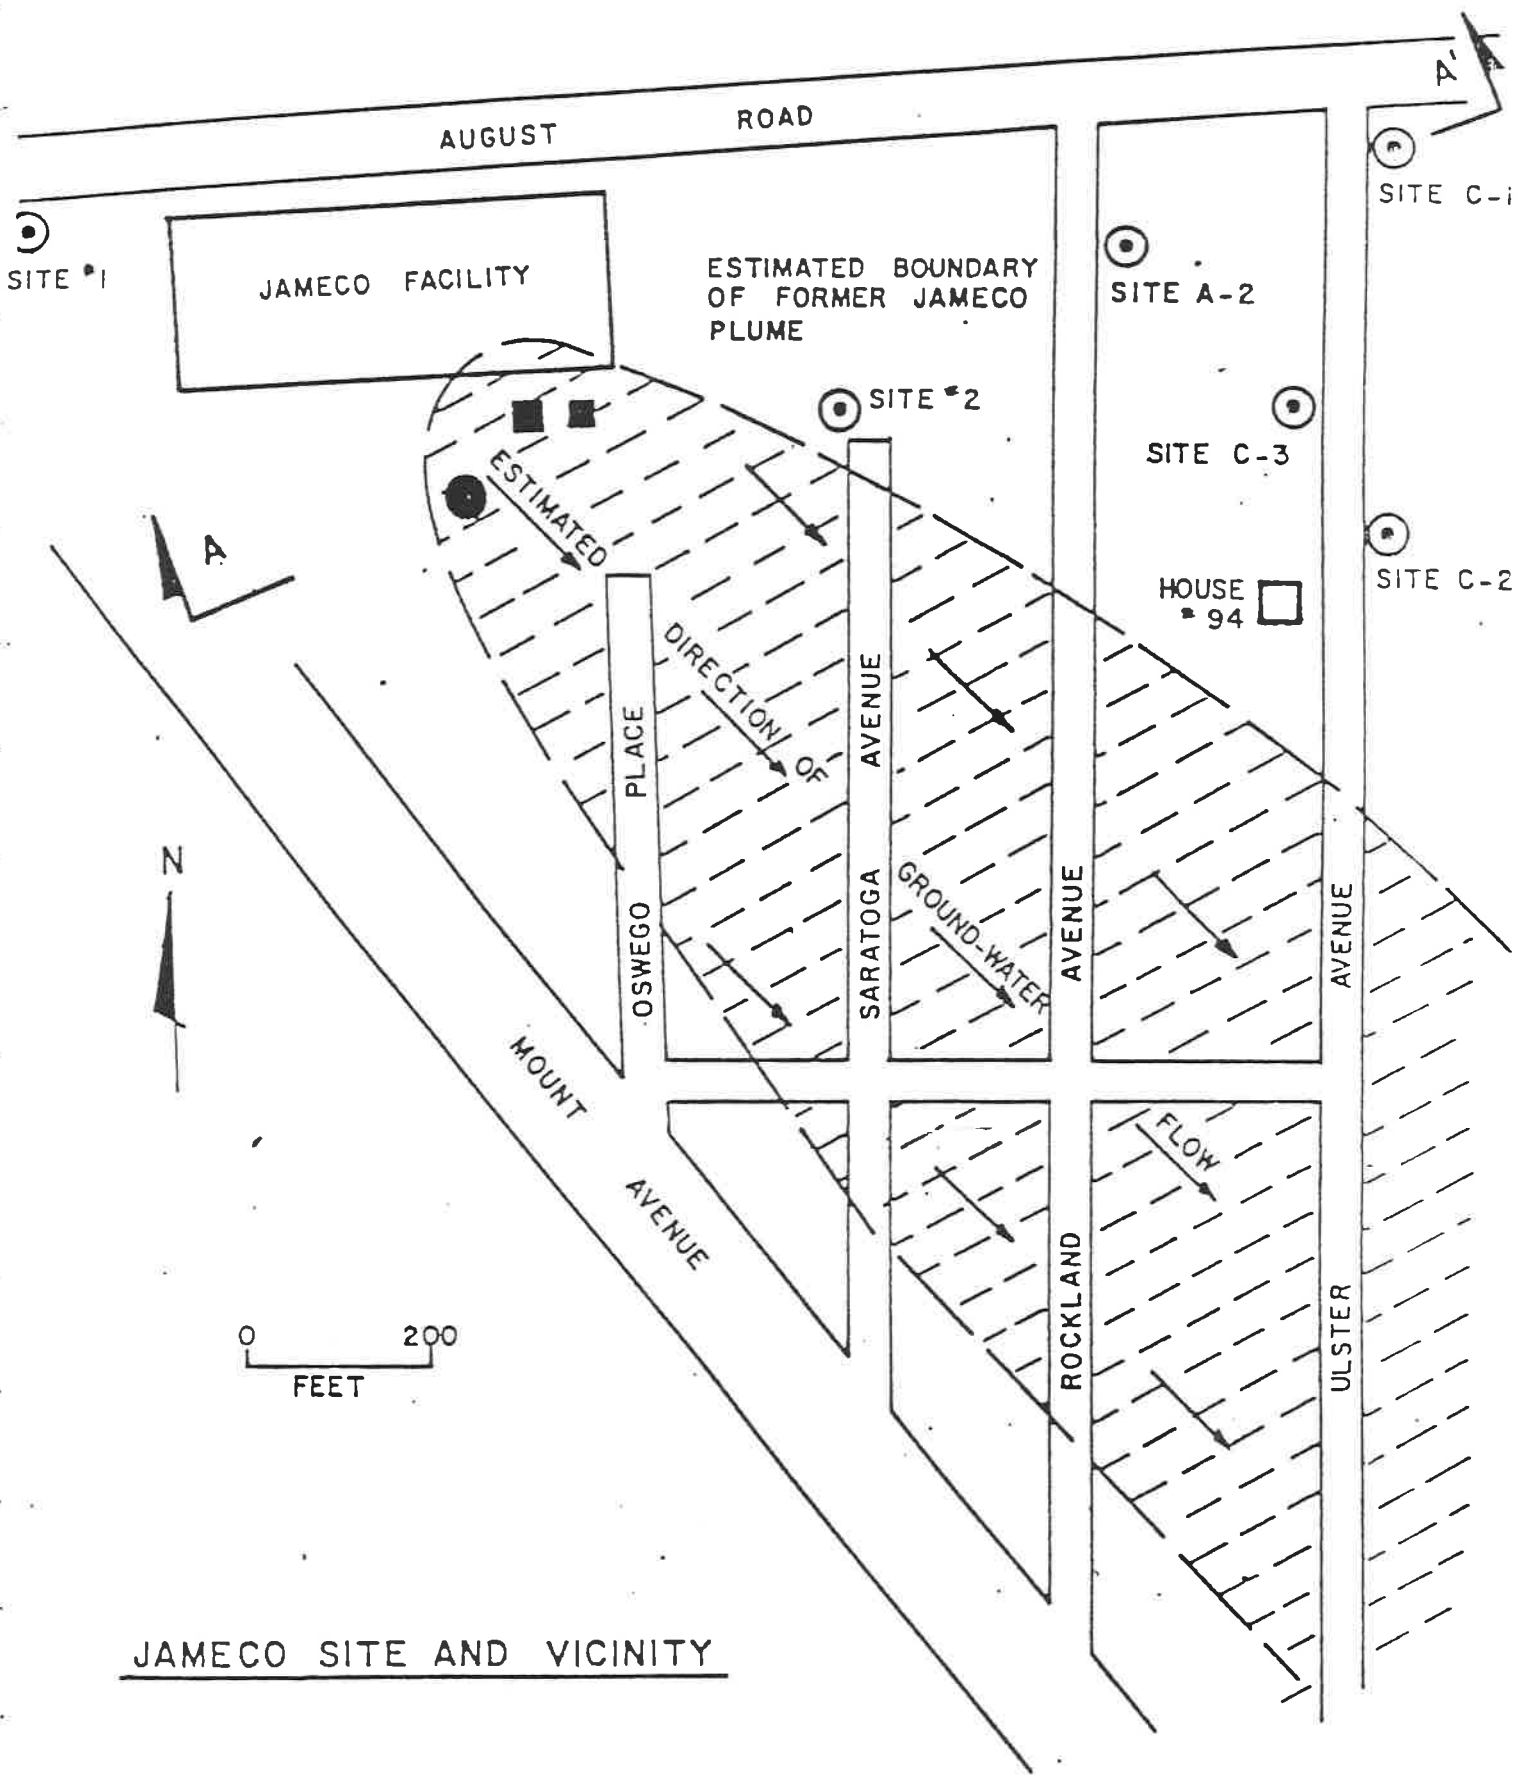 A'
AUGUST ROAD
SITE C-1
SITE #1
JAMECO FACILITY
ESTIMATED BOUNDARY
OF FORMER JAMECO
PLUME
SITE A-2
SITE #2
SITE C-3
SITE C-2
HOUSE
#94
A
ESTIMATED
DIRECTION OF
GROUND-WATER
FLOW
OSWEGO PLACE
SARATOGA AVENUE
ROCKLAND AVENUE
ULSTER AVENUE
N
MOUNT
AVENUE
0 200
FEET
JAMECO SITE AND VICINITY